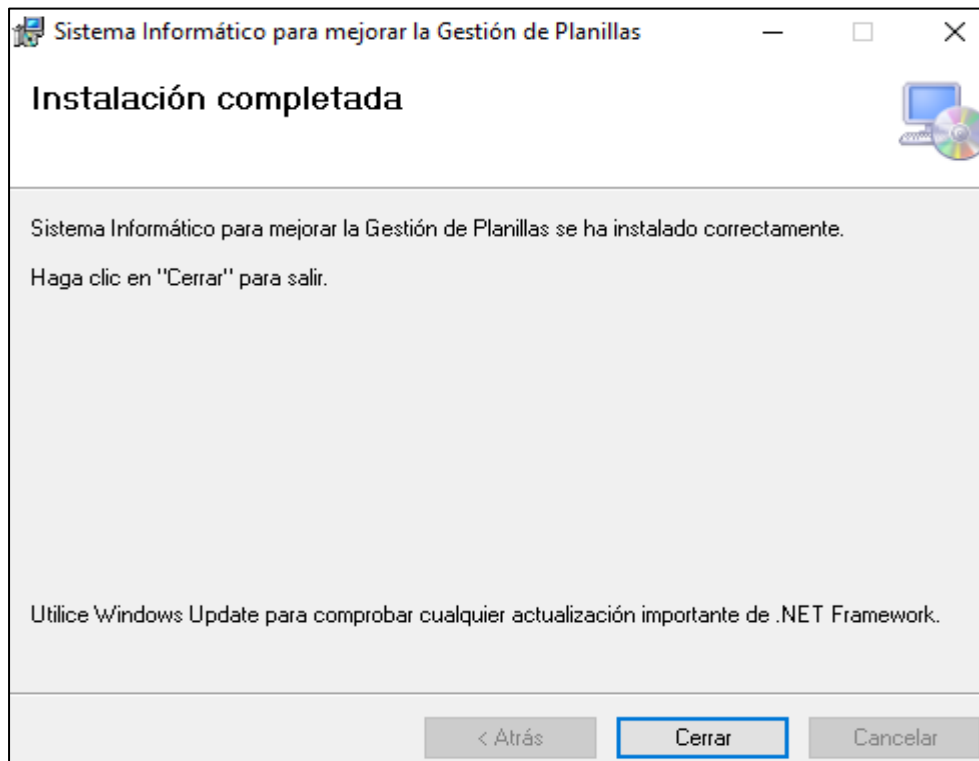 Sistema Informático para mejorar la Gestión de Planillas
Instalación completada
Sistema Informático para mejorar la Gestión de Planillas se ha instalado correctamente.
Haga clic en "Cerrar" para salir.
Utilice Windows Update para comprobar cualquier actualización importante de .NET Framework.
< Atrás
Cerrar
Cancelar